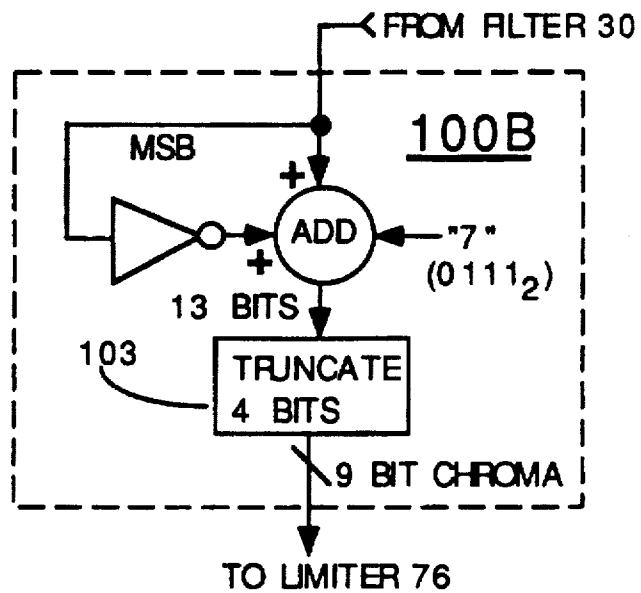 FROM FILTER 30
100B
MSB
+
ADD
"7"
(0111₂)
+
13 BITS
103
TRUNCATE
4 BITS
9 BIT CHROMA
TO LIMITER 76